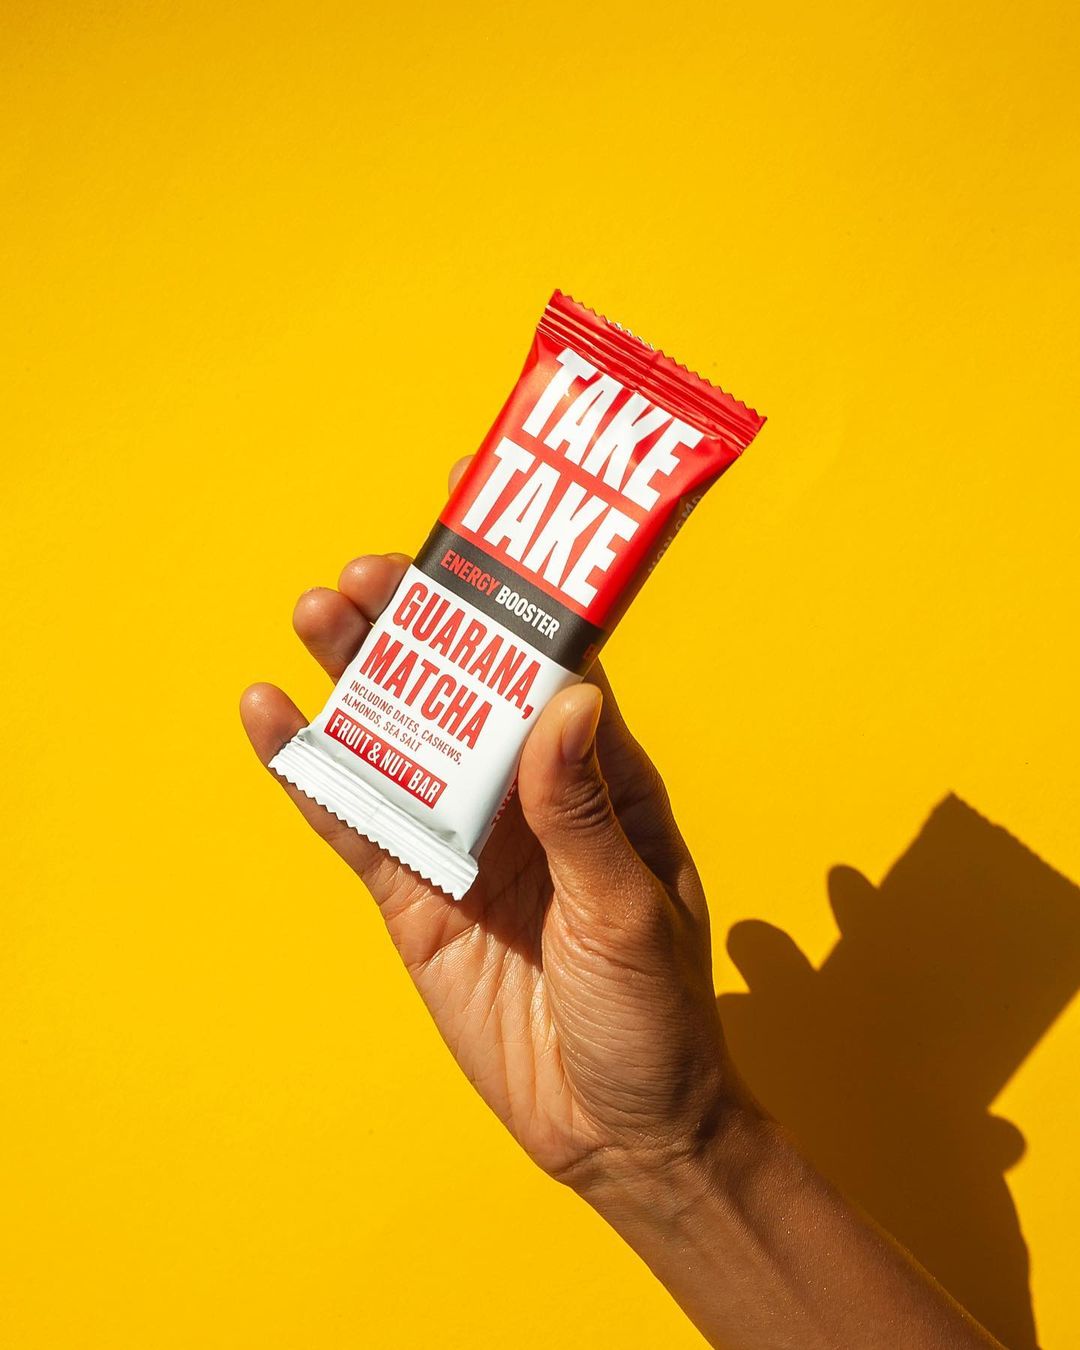 TAKE
TAKE
ENERGY BOOSTER
GUARANA,
MATCHA
INCLUDING DATES, CASHEWS,
ALMONDS, SEA SALT
FRUIT & NUT BAR